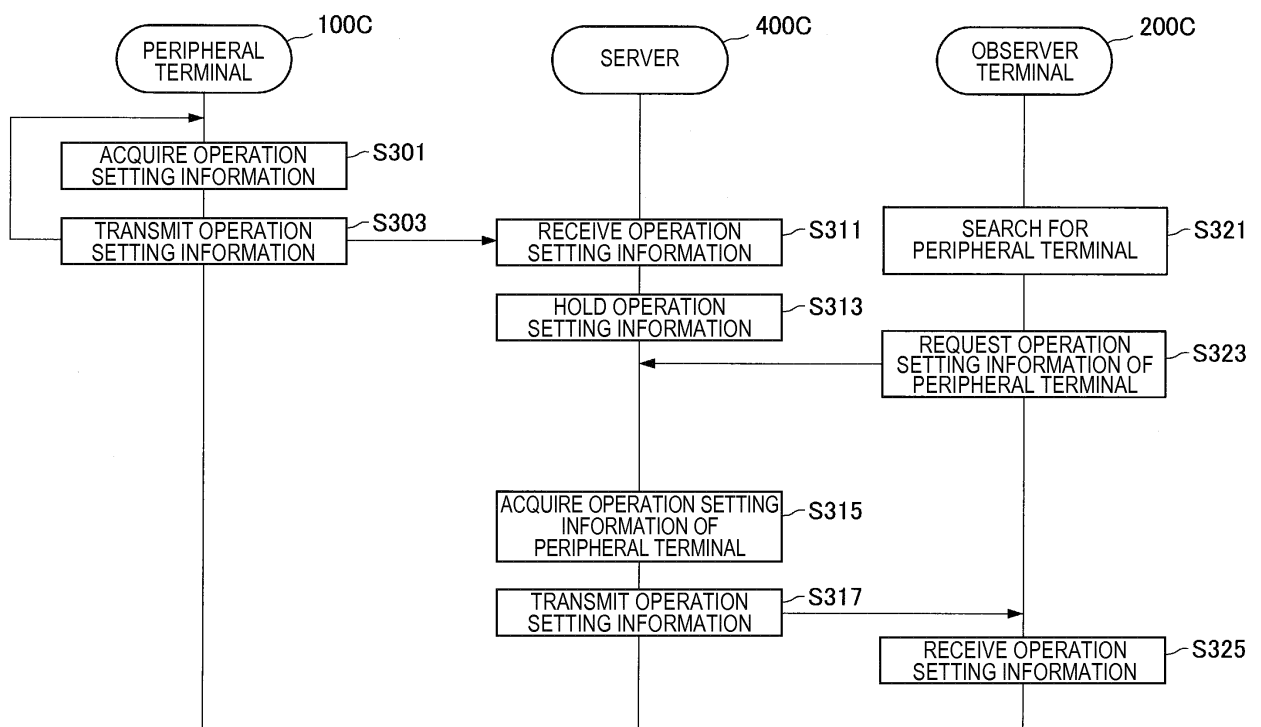 PERIPHERAL
TERMINAL
100C
SERVER
400C
OBSERVER
TERMINAL
200C
ACQUIRE OPERATION
SETTING INFORMATION
S301
TRANSMIT OPERATION
SETTING INFORMATION
S303
RECEIVE OPERATION
SETTING INFORMATION
S311
SEARCH FOR
PERIPHERAL TERMINAL
S321
HOLD OPERATION
SETTING INFORMATION
S313
REQUEST OPERATION
SETTING INFORMATION OF
PERIPHERAL TERMINAL
S323
ACQUIRE OPERATION SETTING
INFORMATION OF
PERIPHERAL TERMINAL
S315
TRANSMIT OPERATION
SETTING INFORMATION
S317
RECEIVE OPERATION
SETTING INFORMATION
S325